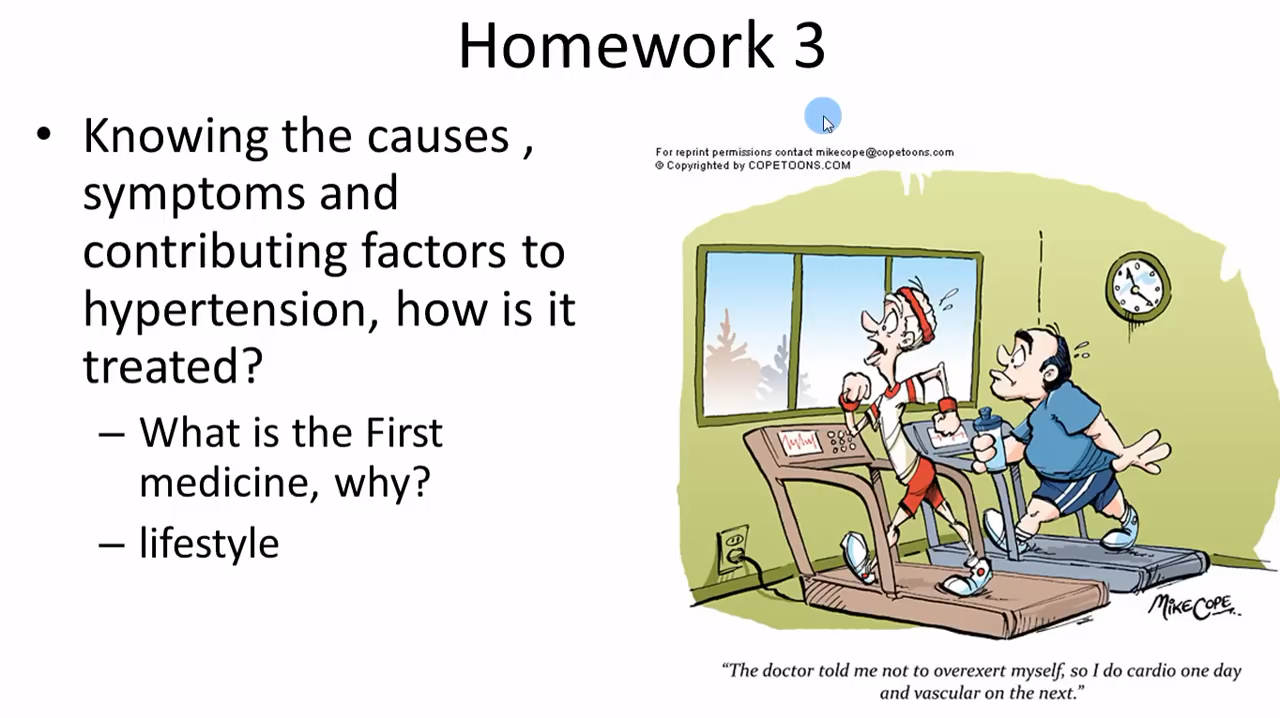 Homework 3
• Knowing the causes ,
symptoms and
contributing factors to
hypertension, how is it
treated?
– What is the First
medicine, why?
– lifestyle
For reprint permissions contact mikecope@copetoons.com
© Copyrighted by COPETOONS.COM
MIKE COPE
“The doctor told me not to overexert myself, so I do cardio one day
and vascular on the next.”